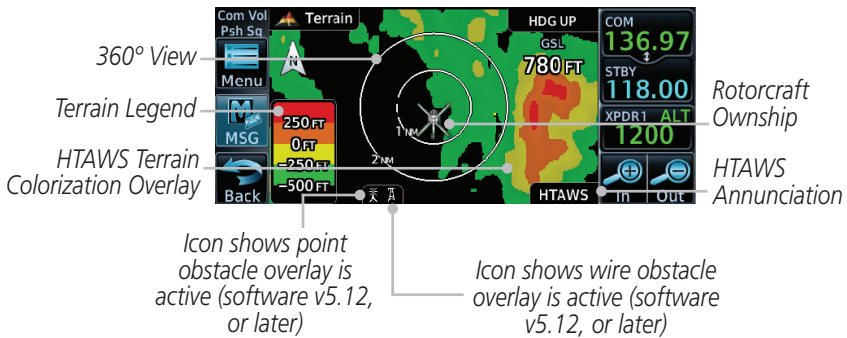 Com Vol
Psh Sq
Terrain
HDG UP
COM
136.97
GSL
780 FT
N
STBY
118.00
Menu
XPDR1 ALT
1200
MSG
250 FT
0 FT
-250 FT
-500 FT
1 NM
2 NM
Back
HTAWS
In
Out
360º View
Terrain Legend
HTAWS Terrain
Colorization Overlay
Rotorcraft
Ownship
HTAWS
Annunciation
Icon shows point
obstacle overlay is
active (software v5.12,
or later)
Icon shows wire obstacle
overlay is active (software
v5.12, or later)